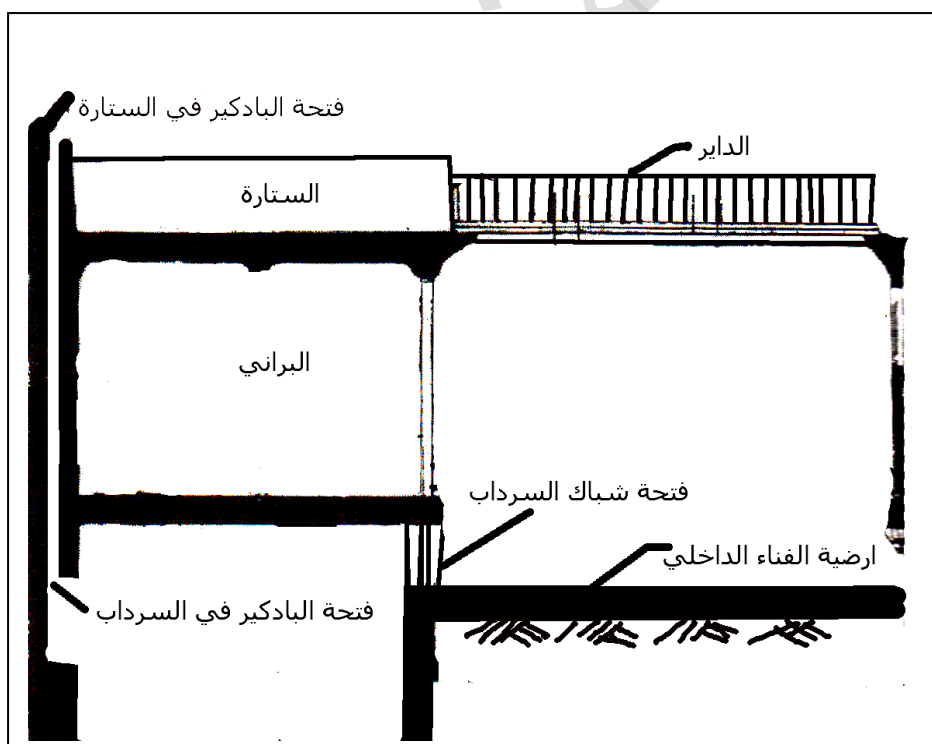 فتحة البادكير في الستارة
الداير
الستارة
البراني
فتحة شباك السرداب
ارضية الفناء الداخلي
فتحة البادكير في السرداب